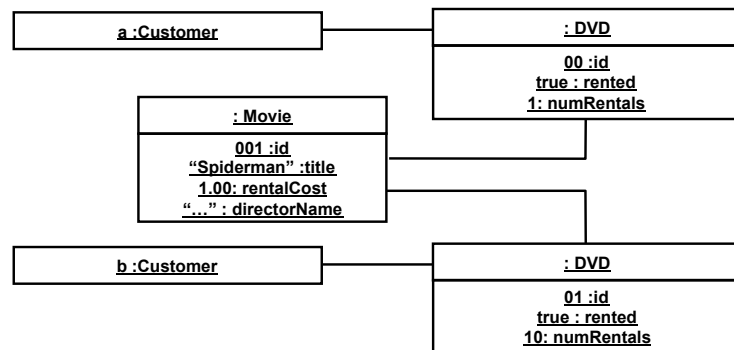 a :Customer
: DVD
00 :id
true : rented
1: numRentals
: Movie
001 :id
“Spiderman” :title
1.00: rentalCost
“…” : directorName
b :Customer
: DVD
01 :id
true : rented
10: numRentals